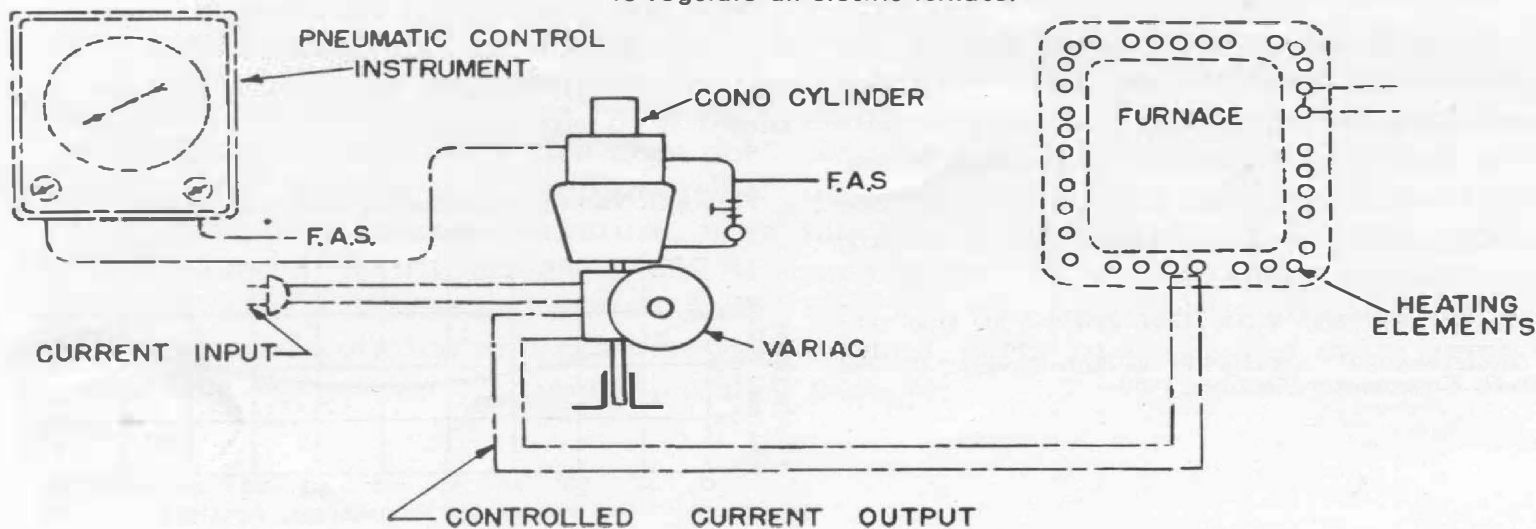 PNEUMATIC CONTROL
INSTRUMENT
CONO CYLINDER
FURNACE
F.A.S
F.A.S.
HEATING
ELEMENTS
CURRENT INPUT
VARIAC
CONTROLLED CURRENT OUTPUT